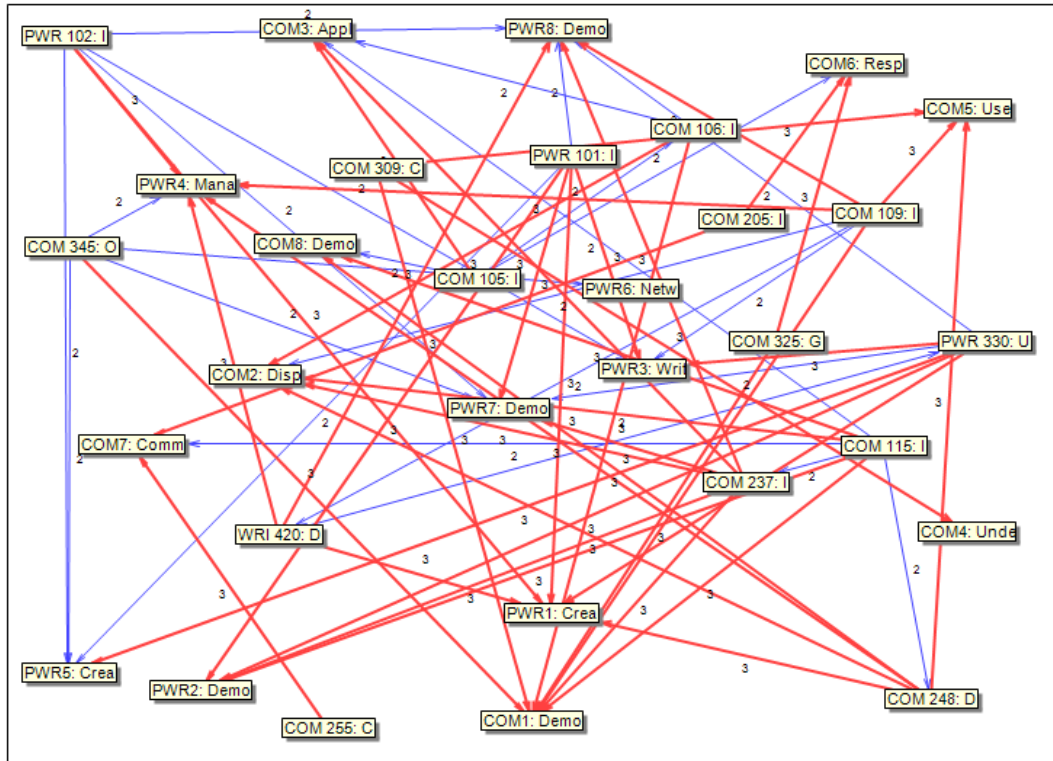 COM3: Appl
PWR8: Demo
PWR 102: I
COM6: Resp
COM5: Use
COM 106: I
PWR 101: I
COM 309: C
PWR4: Mana
COM 205: I
COM 109: I
COM 345: O
COM8: Demo
COM 105: I
PWR6: Netw
COM 325: G
PWR 330: U
COM2: Disp
PWR3: Writ
PWR7: Demo
COM7: Comm
COM 115: I
COM 237: I
WRI 420: D
COM4: Unde
PWR1: Crea
PWR5: Crea
PWR2: Demo
COM 248: D
COM1: Demo
COM 255: C